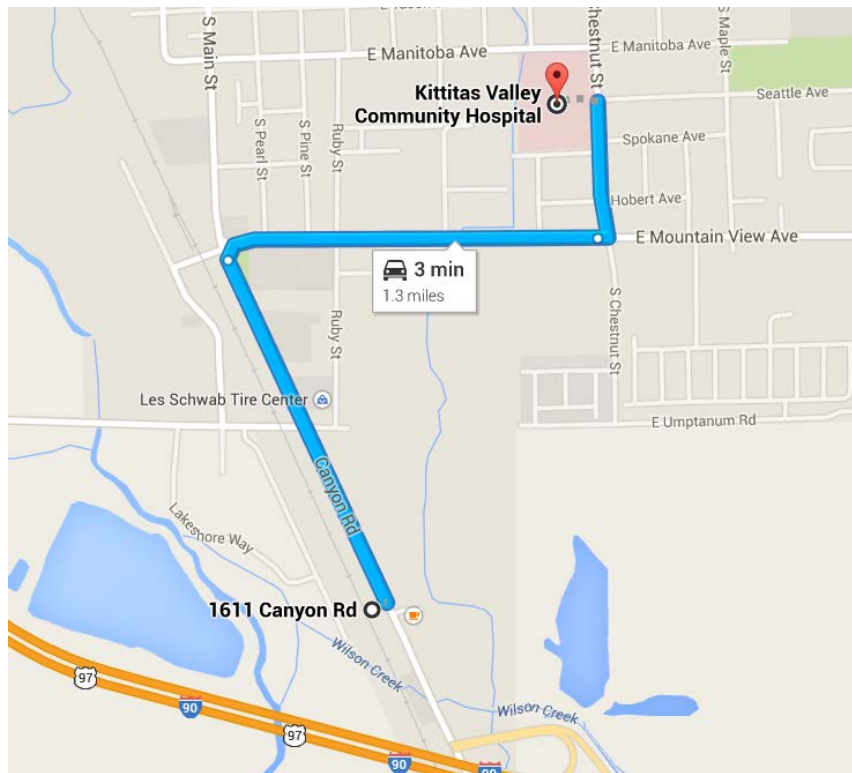 E Manitoba Ave
E Manitoba Ave
S Main St
S Maple St
Chestnut St
Kittitas Valley
Community Hospital
Seattle Ave
S Pearl St
S Pine St
Ruby St
Spokane Ave
Hobert Ave
E Mountain View Ave
3 min
1.3 miles
S Chestnut St
Ruby St
Les Schwab Tire Center
E Umptanum Rd
Canyon Rd
Lakeshore Way
1611 Canyon Rd
Wilson Creek
97
90
97
Wilson Creek
90